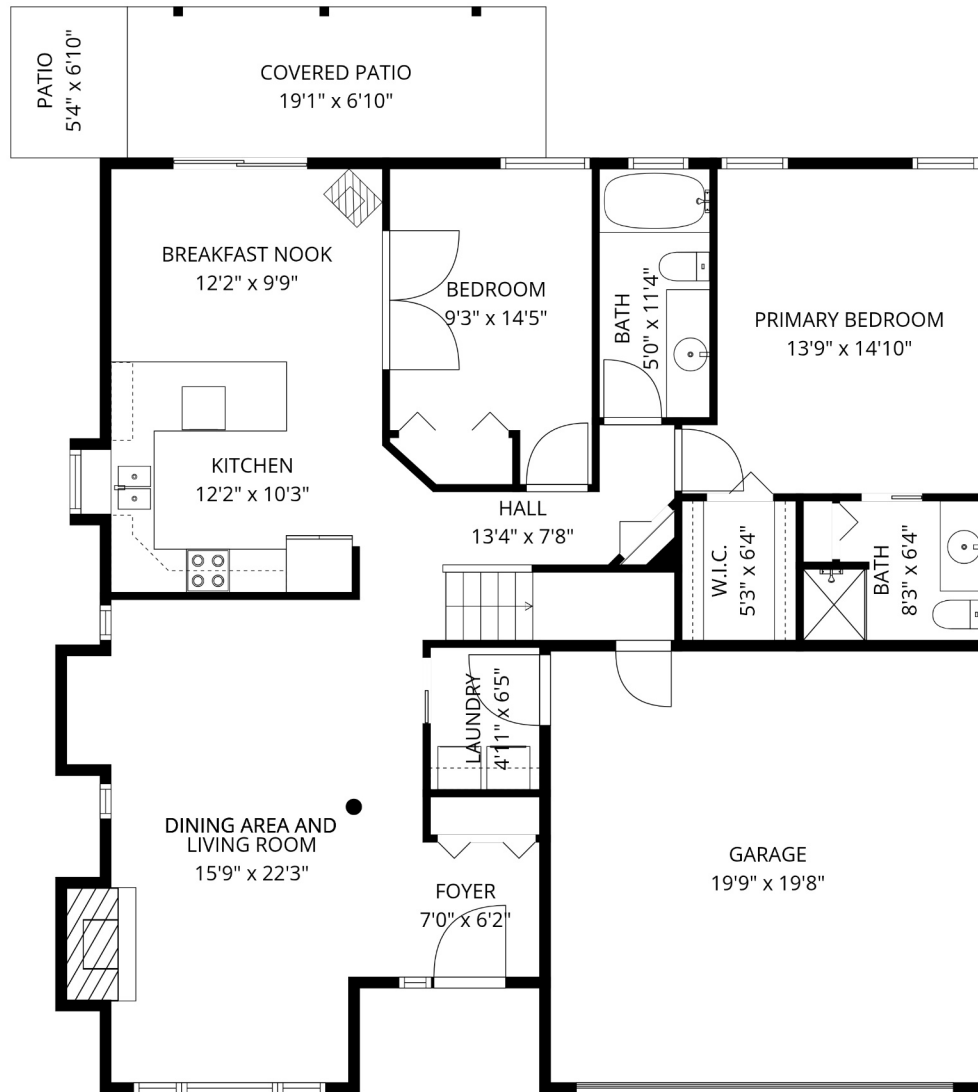 PATIO
5'4" x 6'10"
COVERED PATIO
19'1" x 6'10"
BREAKFAST NOOK
12'2" x 9'9"
BEDROOM
9'3" x 14'5"
BATH
5'0" x 11'4"
PRIMARY BEDROOM
13'9" x 14'10"
KITCHEN
12'2" x 10'3"
HALL
13'4" x 7'8"
W.I.C.
5'3" x 6'4"
BATH
8'3" x 6'4"
LAUNDRY
4'11" x 6'5"
DINING AREA AND
LIVING ROOM
15'9" x 22'3"
FOYER
7'0" x 6'2"
GARAGE
19'9" x 19'8"